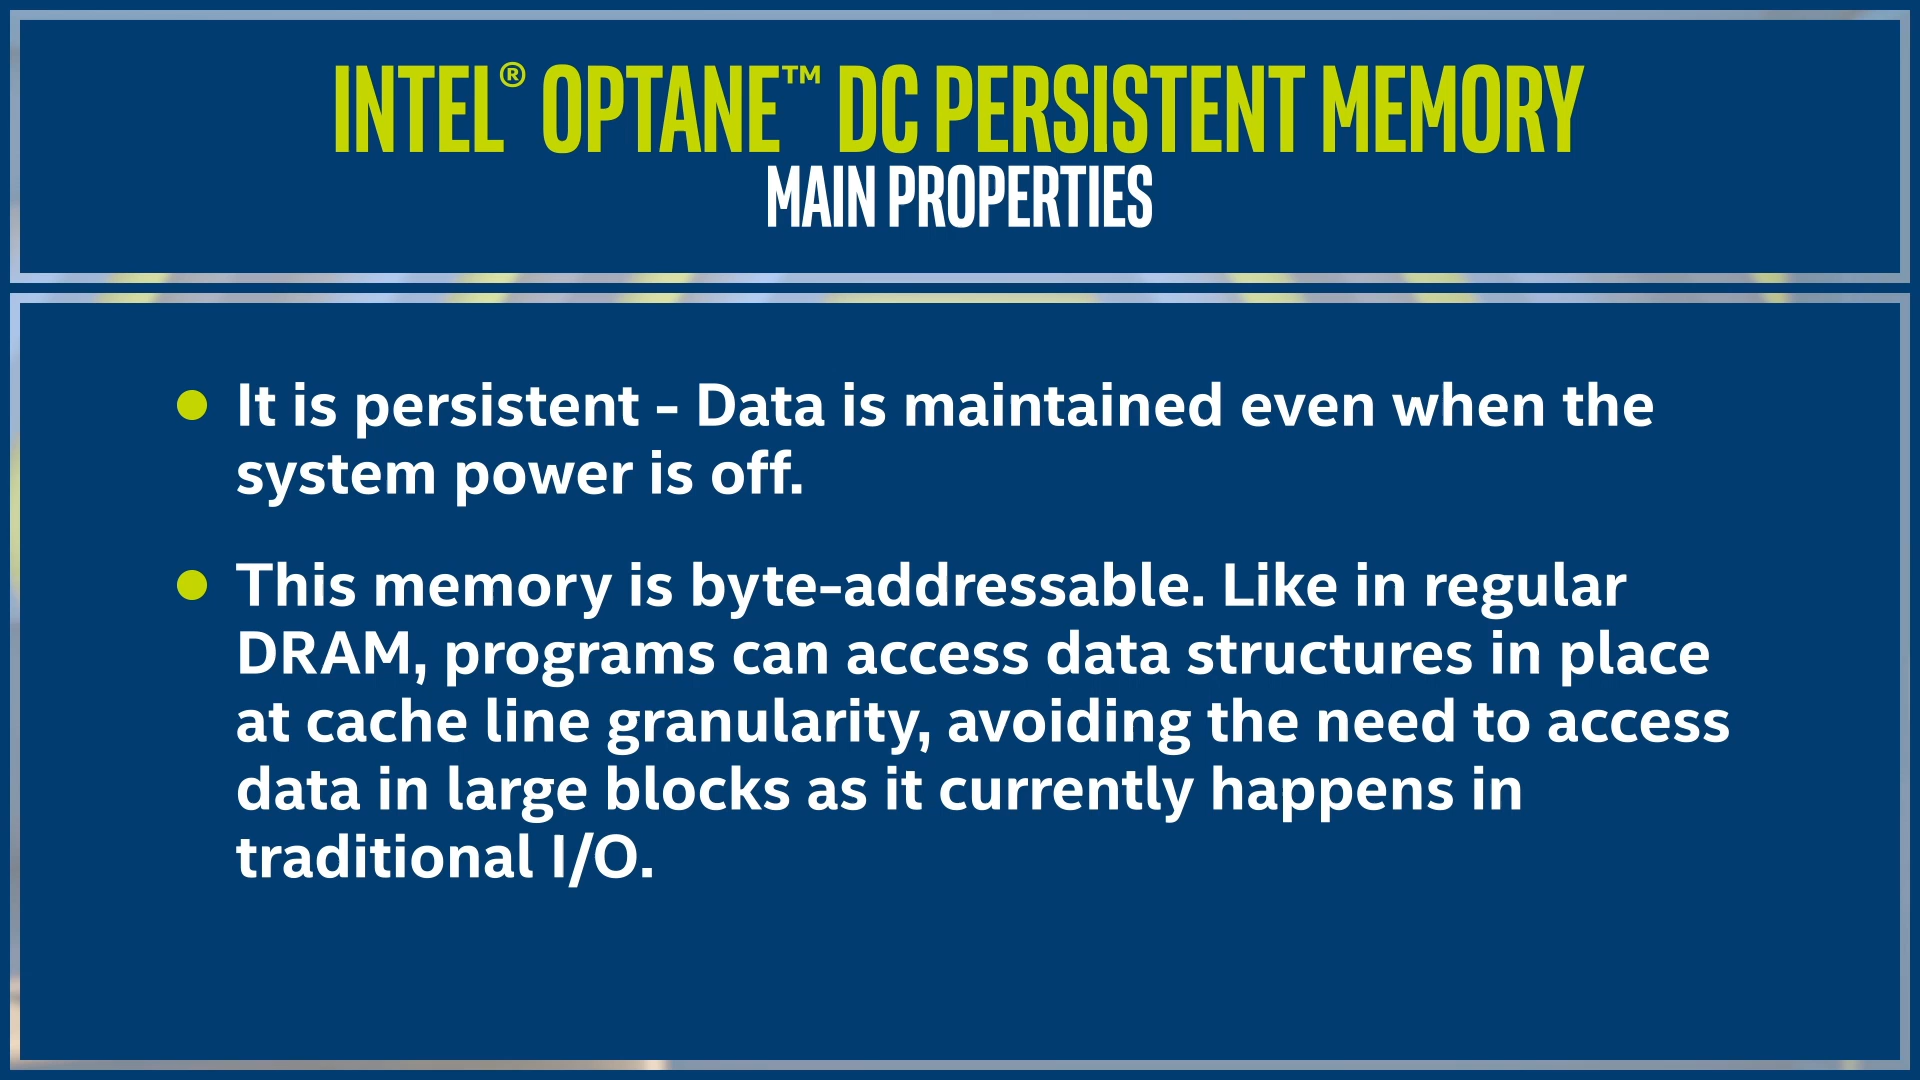 INTEL® OPTANE™ DC PERSISTENT MEMORY
MAIN PROPERTIES
It is persistent - Data is maintained even when the
system power is off.
This memory is byte-addressable. Like in regular
DRAM, programs can access data structures in place
at cache line granularity, avoiding the need to access
data in large blocks as it currently happens in
traditional I/O.